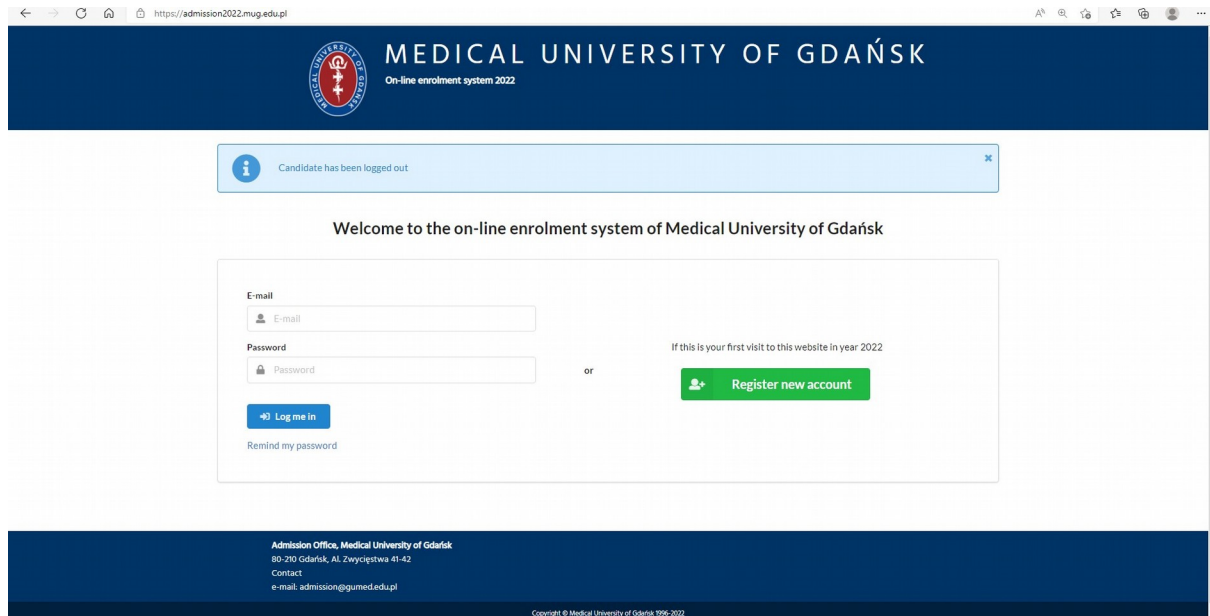 https://admission2022.mug.edu.pl
MEDICAL UNIVERSITY OF GDAŃSK
MEDICAL UNIVERSITY OF GDAŃSK
On-line enrolment system 2022
Candidate has been logged out
Welcome to the on-line enrolment system of Medical University of Gdańsk
E-mail
E-mail
Password
Password
or
If this is your first visit to this website in year 2022
Register new account
Log me in
Remind my password
Admission Office, Medical University of Gdańsk
80-210 Gdańsk, Al. Zwycięstwa 41-42
Contact
e-mail: admission@gumed.edu.pl
Copyright © Medical University of Gdańsk 1996-2022